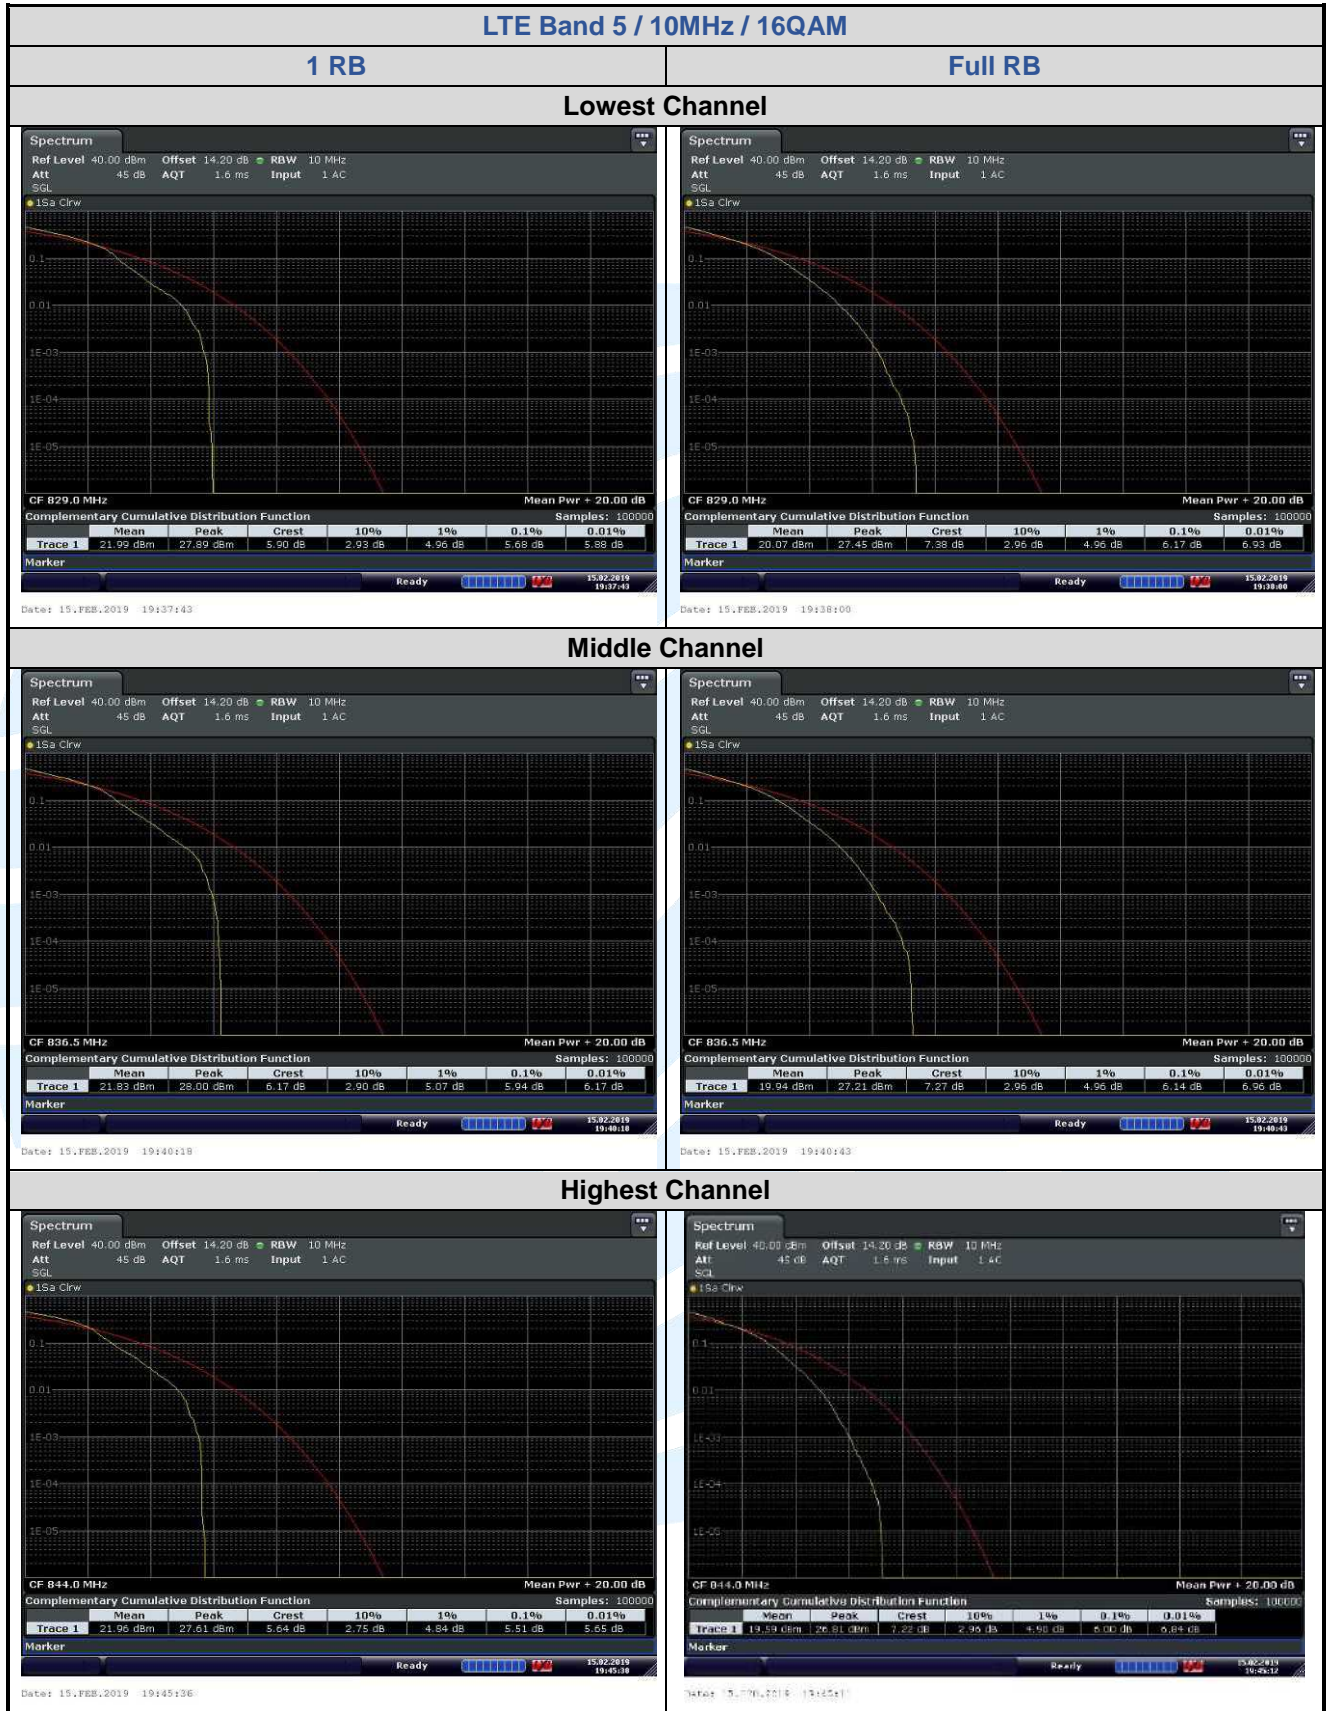 LTE Band 5 / 10MHz / 16QAM
1 RB
Full RB
Lowest Channel
Spectrum
Ref Level 40.00 dBm Offset 14.20 dB RBW 10 MHz
Att 45 dB AQT 1.6 ms Input 1 AC
SGL
1Sa Clrw
0.1
0.01
1E-03
1E-04
1E-05
CF 829.0 MHz Mean Pwr + 20.00 dB
Complementary Cumulative Distribution Function Samples: 100000
Mean Peak Crest 10% 1% 0.1% 0.01%
Trace 1 21.99 dBm 27.89 dBm 5.90 dB 2.93 dB 4.96 dB 5.68 dB 5.88 dB
Marker
Ready 15.02.2019
19:37:43
Date: 15.FEB.2019 19:37:43
Spectrum
Ref Level 40.00 dBm Offset 14.20 dB RBW 10 MHz
Att 45 dB AQT 1.6 ms Input 1 AC
SGL
1Sa Clrw
0.1
0.01
1E-03
1E-04
1E-05
CF 829.0 MHz Mean Pwr + 20.00 dB
Complementary Cumulative Distribution Function Samples: 100000
Mean Peak Crest 10% 1% 0.1% 0.01%
Trace 1 20.07 dBm 27.45 dBm 7.38 dB 2.96 dB 4.96 dB 6.17 dB 6.93 dB
Marker
Ready 15.02.2019
19:38:00
Date: 15.FEB.2019 19:38:00
Middle Channel
Spectrum
Ref Level 40.00 dBm Offset 14.20 dB RBW 10 MHz
Att 45 dB AQT 1.6 ms Input 1 AC
SGL
1Sa Clrw
0.1
0.01
1E-03
1E-04
1E-05
CF 836.5 MHz Mean Pwr + 20.00 dB
Complementary Cumulative Distribution Function Samples: 100000
Mean Peak Crest 10% 1% 0.1% 0.01%
Trace 1 21.83 dBm 28.00 dBm 6.17 dB 2.90 dB 5.07 dB 5.94 dB 6.17 dB
Marker
Ready 15.02.2019
19:40:18
Date: 15.FEB.2019 19:40:18
Spectrum
Ref Level 40.00 dBm Offset 14.20 dB RBW 10 MHz
Att 45 dB AQT 1.6 ms Input 1 AC
SGL
1Sa Clrw
0.1
0.01
1E-03
1E-04
1E-05
CF 836.5 MHz Mean Pwr + 20.00 dB
Complementary Cumulative Distribution Function Samples: 100000
Mean Peak Crest 10% 1% 0.1% 0.01%
Trace 1 19.94 dBm 27.21 dBm 7.27 dB 2.96 dB 4.96 dB 6.14 dB 6.96 dB
Marker
Ready 15.02.2019
19:40:43
Date: 15.FEB.2019 19:40:43
Highest Channel
Spectrum
Ref Level 40.00 dBm Offset 14.20 dB RBW 10 MHz
Att 45 dB AQT 1.6 ms Input 1 AC
SGL
1Sa Clrw
0.1
0.01
1E-03
1E-04
1E-05
CF 844.0 MHz Mean Pwr + 20.00 dB
Complementary Cumulative Distribution Function Samples: 100000
Mean Peak Crest 10% 1% 0.1% 0.01%
Trace 1 21.96 dBm 27.61 dBm 5.64 dB 2.75 dB 4.84 dB 5.51 dB 5.65 dB
Marker
Ready 15.02.2019
Date: 15.FEB.2019 19:45:36
Spectrum
Ref Level 40.00 dBm Offset 14.20 dB RBW 10 MHz
Att 45 dB AQT 1.6 ms Input 1 AC
SGL
1Sa Clrw
0.1
0.01
1E-03
1E-04
1E-05
CF 844.0 MHz Mean Pwr + 20.00 dB
Complementary Cumulative Distribution Function Samples: 100000
Mean Peak Crest 10% 1% 0.1% 0.01%
Trace 1 19.59 dBm 26.81 dBm 7.22 dB 2.96 dB 4.90 dB 6.00 dB 6.84 dB
Marker
Ready 15.02.2019
19:45:12